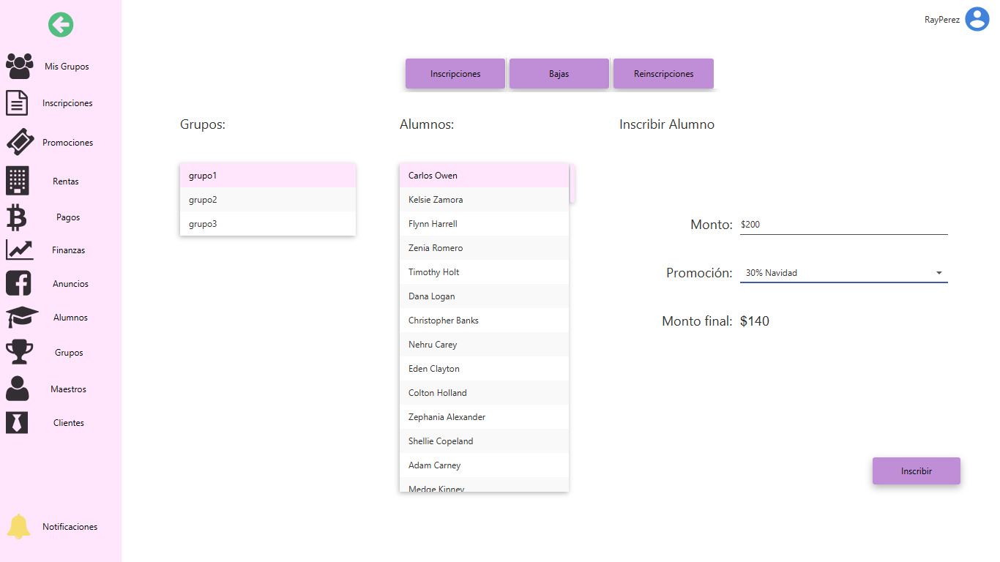 RayPerez
Mis Grupos
Inscripciones
Promociones
Rentas
Pagos
Finanzas
Anuncios
Alumnos
Grupos
Maestros
Clientes
Notificaciones
Inscripciones Bajas Reinscripciones
Grupos:
grupo1
grupo2
grupo3
Alumnos:
Carlos Owen
Kelsie Zamora
Flynn Harrell
Zenia Romero
Timothy Holt
Dana Logan
Christopher Banks
Nehru Carey
Eden Clayton
Colton Holland
Zephania Alexander
Shellie Copeland
Adam Carney
Medge Kinney
Inscribir Alumno
Monto: $200
Promoción: 30% Navidad
Monto final: $140
Inscribir